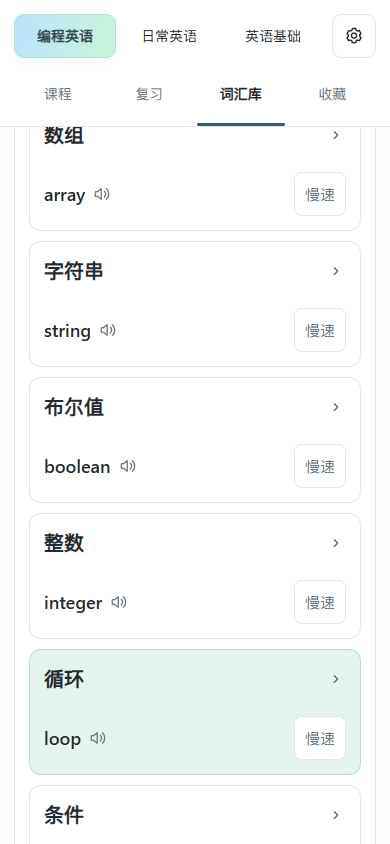 编程英语 日常英语 英语基础
课程 复习 词汇库 收藏
数组
array 慢速
字符串
string 慢速
布尔值
boolean 慢速
整数
integer 慢速
循环
loop 慢速
条件